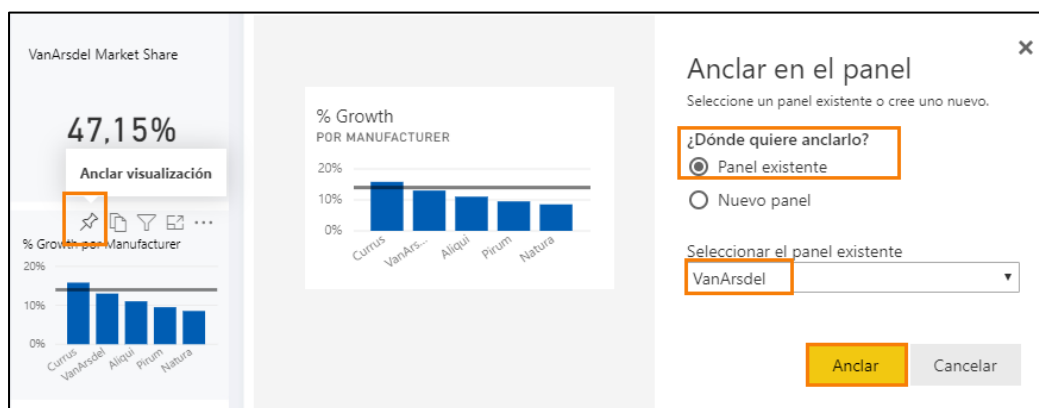 VanArsdel Market Share
47,15%
Anclar visualización
% Growth por Manufacturer
20%
10%
0%
Currus
VanArsdel
Aliqui
Pirum
Natura
% Growth
POR MANUFACTURER
20%
10%
0%
Currus
VanArs...
Aliqui
Pirum
Natura
Anclar en el panel
Seleccione un panel existente o cree uno nuevo.
¿Dónde quiere anclarlo?
Panel existente
Nuevo panel
Seleccionar el panel existente
VanArsdel
Anclar
Cancelar